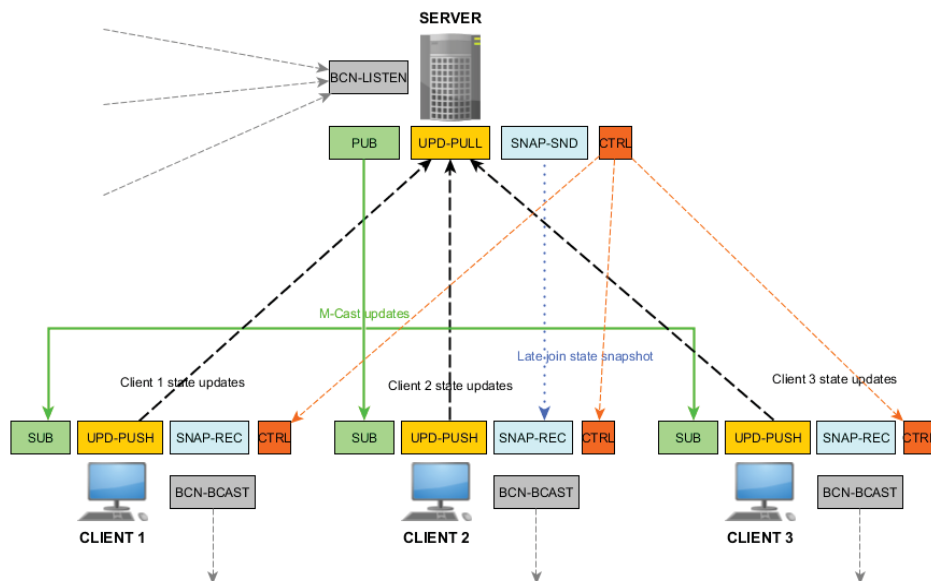 SERVER
BCN-LISTEN
PUB
UPD-PULL
SNAP-SND
CTRL
M-Cast updates
Late-join state snapshot
Client 1 state updates
Client 2 state updates
Client 3 state updates
SUB
UPD-PUSH
SNAP-REC
CTRL
SUB
UPD-PUSH
SNAP-REC
CTRL
SUB
UPD-PUSH
SNAP-REC
CTRL
BCN-BCAST
BCN-BCAST
BCN-BCAST
CLIENT 1
CLIENT 2
CLIENT 3